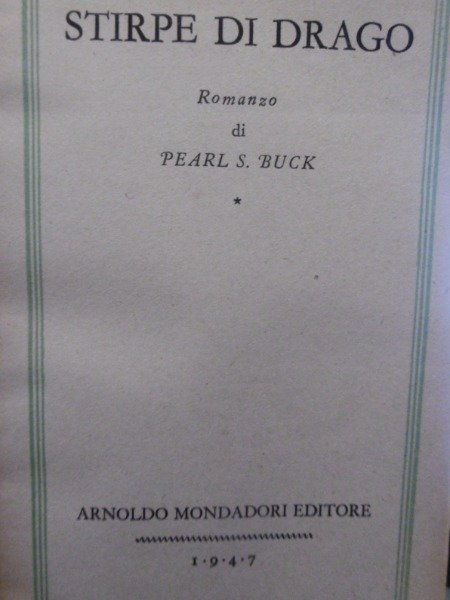 STIRPE DI DRAGO
Romanzo
di
PEARL S. BUCK
*
ARNOLDO MONDADORI EDITORE
1·9·4·7